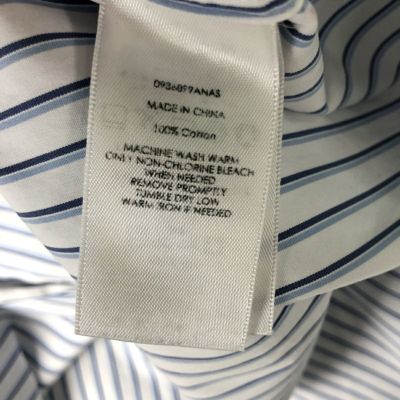 0936097ANAS
MADE IN CHINA
100% Cotton
MACHINE WASH WARM
ONLY NON-CHLORINE BLEACH
WHEN NEEDED
REMOVE PROMPTLY
TUMBLE DRY LOW
WARM IRON IF NEEDED